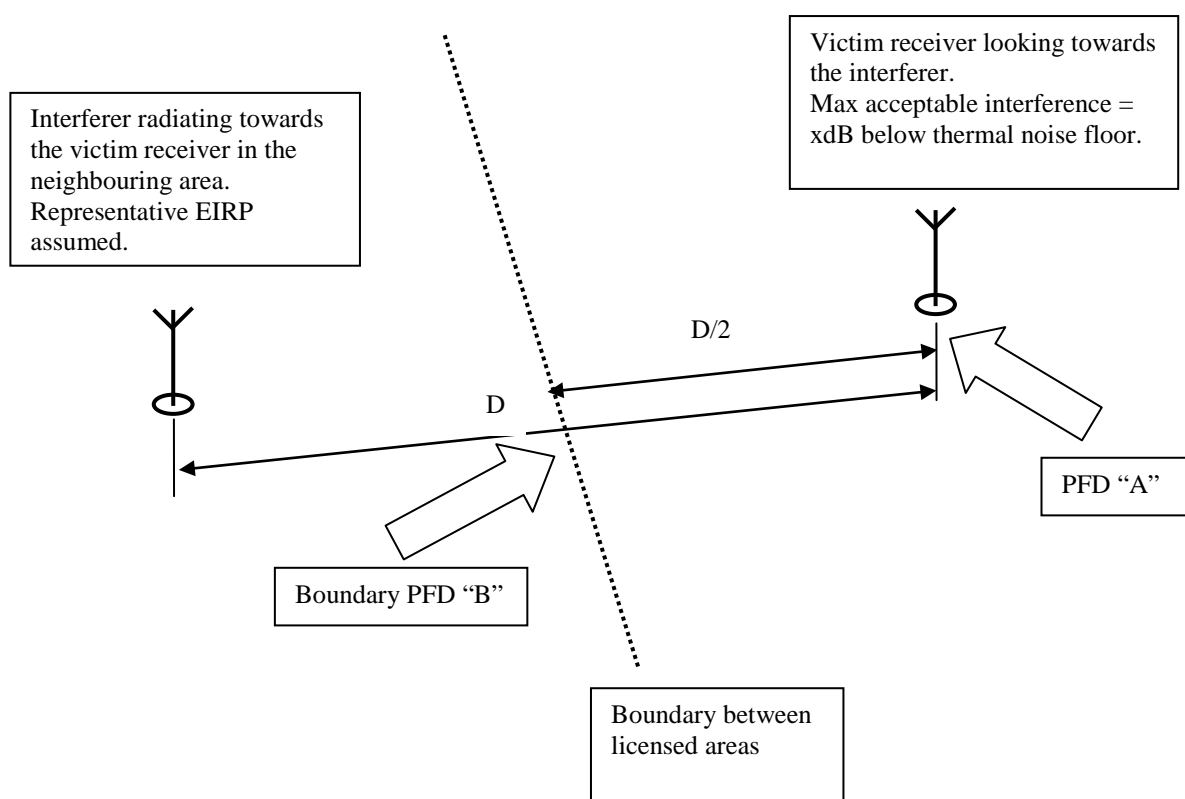 Interferer radiating towards
the victim receiver in the
neighbouring area.
Representative EIRP
assumed.
Victim receiver looking towards
the interferer.
Max acceptable interference =
xdB below thermal noise floor.
D/2
D
PFD “A”
Boundary PFD “B”
Boundary between
licensed areas